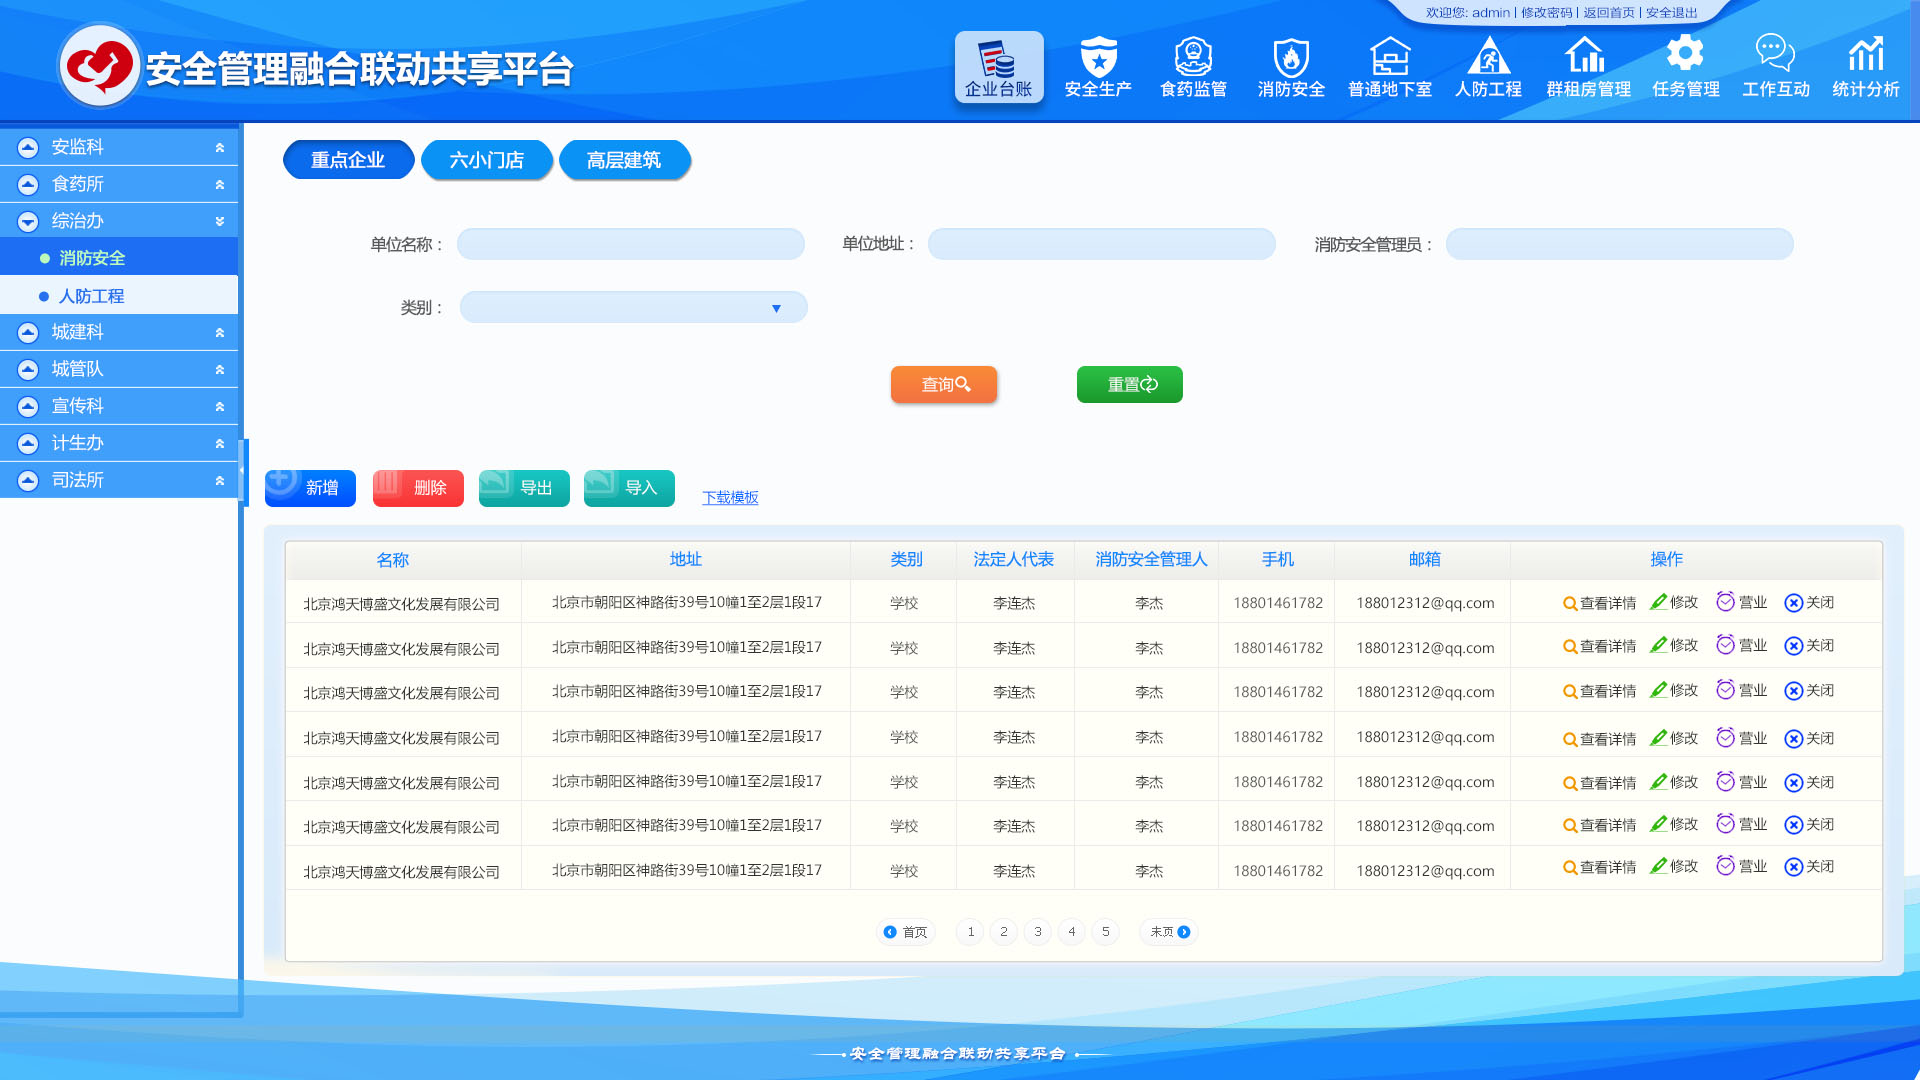 欢迎您: admin | 修改密码 | 返回首页 | 安全退出
安全管理融合联动共享平台
企业台账 安全生产 食药监管 消防安全 普通地下室 人防工程 群租房管理 任务管理 工作互动 统计分析
安监科
食药所
综治办
消防安全
人防工程
城建科
城管队
宣传科
计生办
司法所
重点企业 六小门店 高层建筑
单位名称： 单位地址： 消防安全管理员：
类别：
查询 重置
新增 删除 导出 导入 下载模板
名称 地址 类别 法定人代表 消防安全管理人 手机 邮箱 操作
北京鸿天博盛文化发展有限公司 北京市朝阳区神路街39号10幢1至2层1段17 学校 李连杰 李杰 18801461782 188012312@qq.com 查看详情 修改 营业 关闭
北京鸿天博盛文化发展有限公司 北京市朝阳区神路街39号10幢1至2层1段17 学校 李连杰 李杰 18801461782 188012312@qq.com 查看详情 修改 营业 关闭
北京鸿天博盛文化发展有限公司 北京市朝阳区神路街39号10幢1至2层1段17 学校 李连杰 李杰 18801461782 188012312@qq.com 查看详情 修改 营业 关闭
北京鸿天博盛文化发展有限公司 北京市朝阳区神路街39号10幢1至2层1段17 学校 李连杰 李杰 18801461782 188012312@qq.com 查看详情 修改 营业 关闭
北京鸿天博盛文化发展有限公司 北京市朝阳区神路街39号10幢1至2层1段17 学校 李连杰 李杰 18801461782 188012312@qq.com 查看详情 修改 营业 关闭
北京鸿天博盛文化发展有限公司 北京市朝阳区神路街39号10幢1至2层1段17 学校 李连杰 李杰 18801461782 188012312@qq.com 查看详情 修改 营业 关闭
北京鸿天博盛文化发展有限公司 北京市朝阳区神路街39号10幢1至2层1段17 学校 李连杰 李杰 18801461782 188012312@qq.com 查看详情 修改 营业 关闭
首页 1 2 3 4 5 末页
安全管理融合联动共享平台